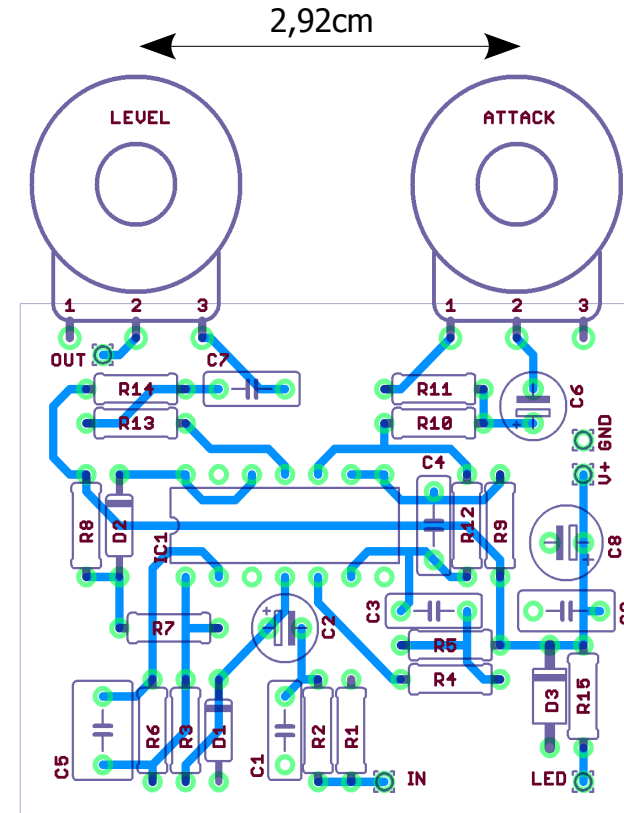 2,92cm
LEVEL
ATTACK
1 2 3
1 2 3
OUT
C7
R14
R11
C6
R13
R10
GND
V+
C4
R8
D2
IC1
R12
R9
C8
C2
C3
C9
R7
R5
R4
C5
R6
R3
D1
C1
R2
R1
D3
R15
IN
LED